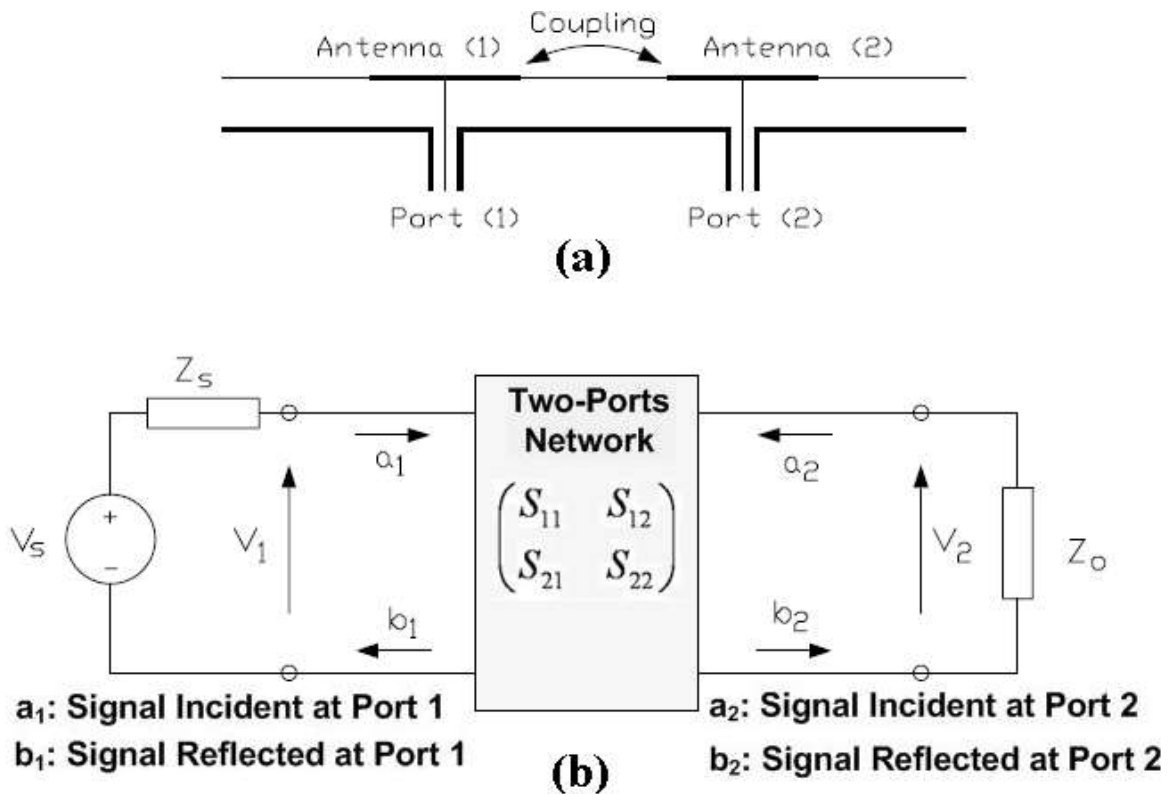 Coupling
Antenna (1) Antenna (2)
Port (1) Port (2)
(a)
Zs
Two-Ports
Network
a1 a2
S11 S12
S21 S22
+
Vs V1 V2 Zo
-
b1 b2
a1: Signal Incident at Port 1 a2: Signal Incident at Port 2
b1: Signal Reflected at Port 1 b2: Signal Reflected at Port 2
(b)